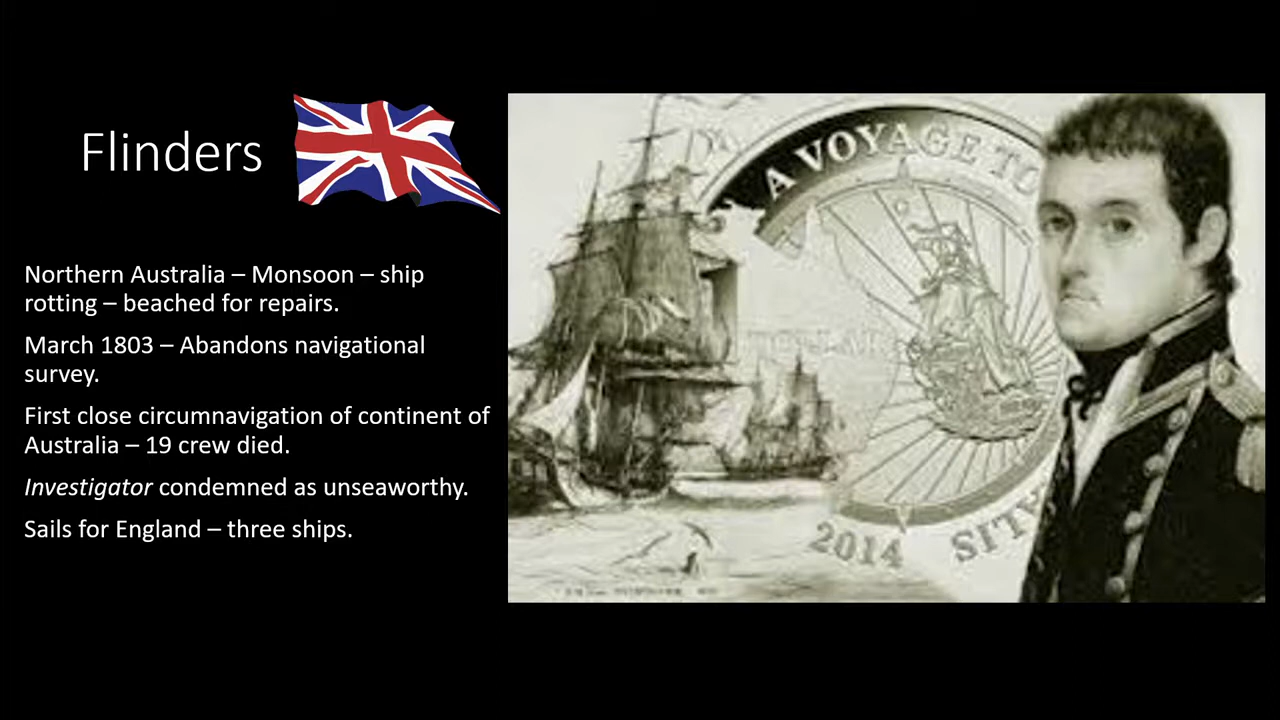 Flinders
Northern Australia – Monsoon – ship
rotting – beached for repairs.
March 1803 – Abandons navigational
survey.
First close circumnavigation of continent of
Australia – 19 crew died.
Investigator condemned as unseaworthy.
Sails for England – three ships.
A VOYAGE TO
2014